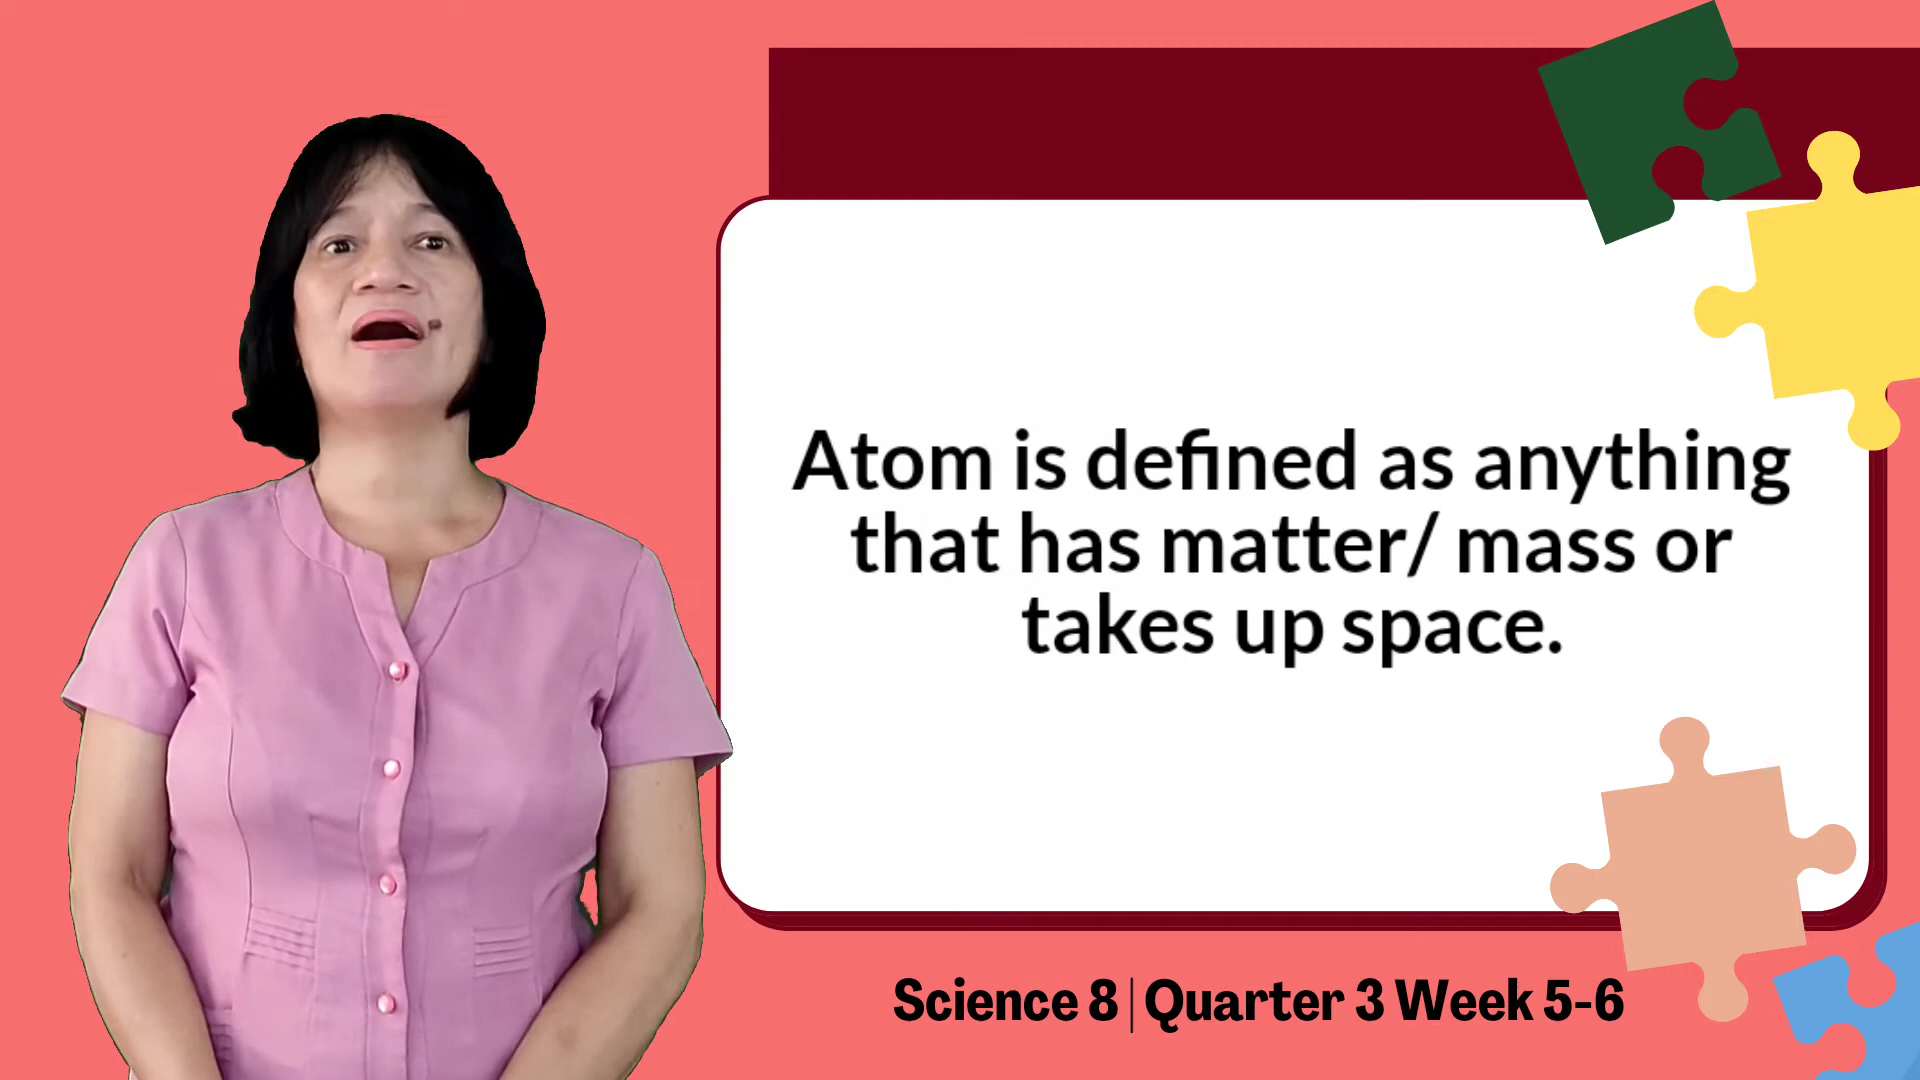 Atom is defined as anything
that has matter/ mass or
takes up space.
Science 8 | Quarter 3 Week 5-6